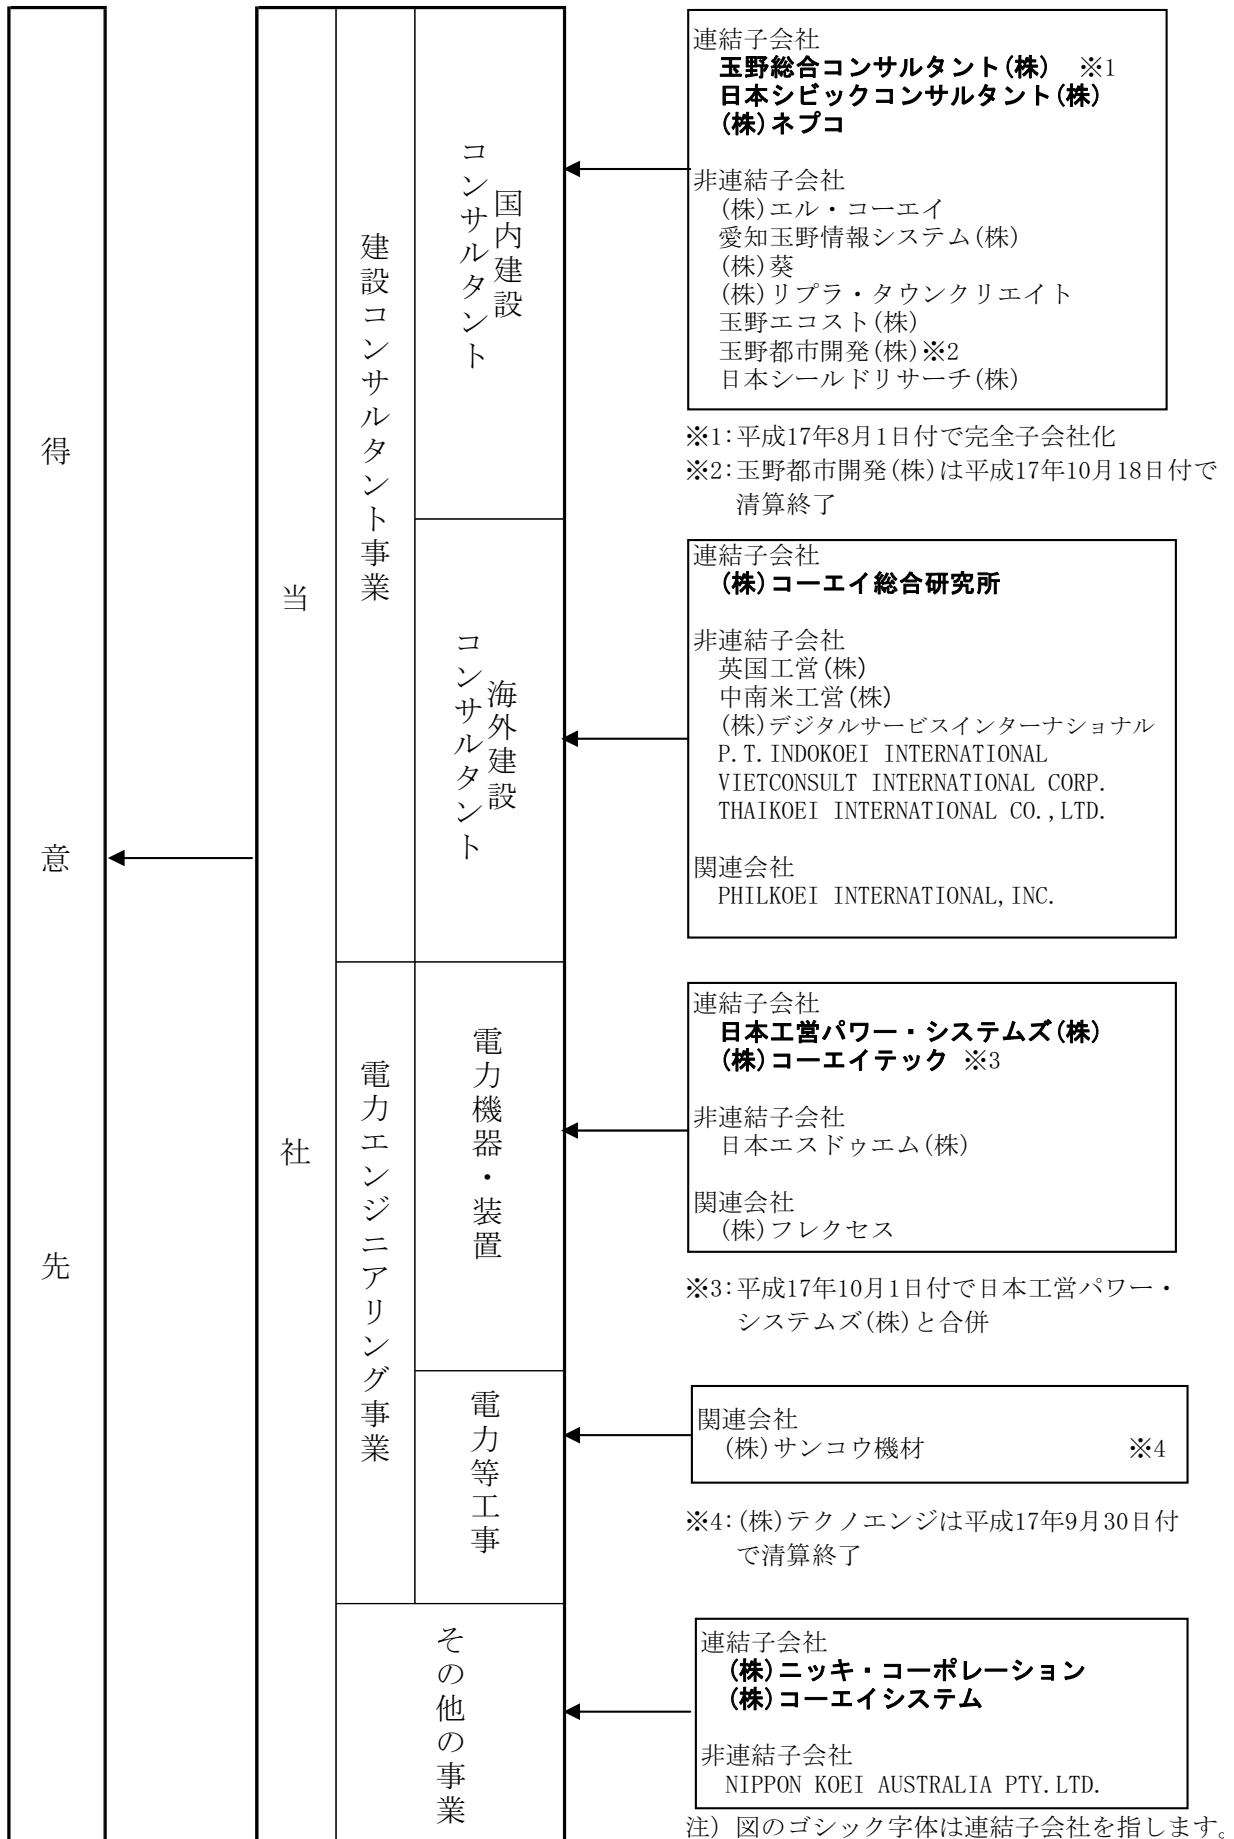 得意先
当社
建設コンサルタント事業
国内建設
コンサルタント
連結子会社
玉野総合コンサルタント(株) ※1
日本シビックコンサルタント(株)
(株)ネプコ
非連結子会社
(株)エル・コーエイ
愛知玉野情報システム(株)
(株)葵
(株)リプラ・タウンクリエイト
玉野エコスト(株)
玉野都市開発(株)※2
日本シールドリサーチ(株)
※1:平成17年8月1日付で完全子会社化
※2:玉野都市開発(株)は平成17年10月18日付で
清算終了
海外建設
コンサルタント
連結子会社
(株)コーエイ総合研究所
非連結子会社
英国工営(株)
中南米工営(株)
(株)デジタルサービスインターナショナル
P.T.INDOKOEI INTERNATIONAL
VIETCONSULT INTERNATIONAL CORP.
THAIKOEI INTERNATIONAL CO.,LTD.
関連会社
PHILKOEI INTERNATIONAL,INC.
電力エンジニアリング事業
電力機器・装置
連結子会社
日本工営パワー・システムズ(株)
(株)コーエイテック ※3
非連結子会社
日本エスドゥエム(株)
関連会社
(株)フレクセス
※3:平成17年10月1日付で日本工営パワー・
システムズ(株)と合併
電力等工事
関連会社
(株)サンコウ機材 ※4
※4:(株)テクノエンジは平成17年9月30日付
で清算終了
その他の事業
連結子会社
(株)ニッキ・コーポレーション
(株)コーエイシステム
非連結子会社
NIPPON KOEI AUSTRALIA PTY.LTD.
注) 図のゴシック字体は連結子会社を指します。